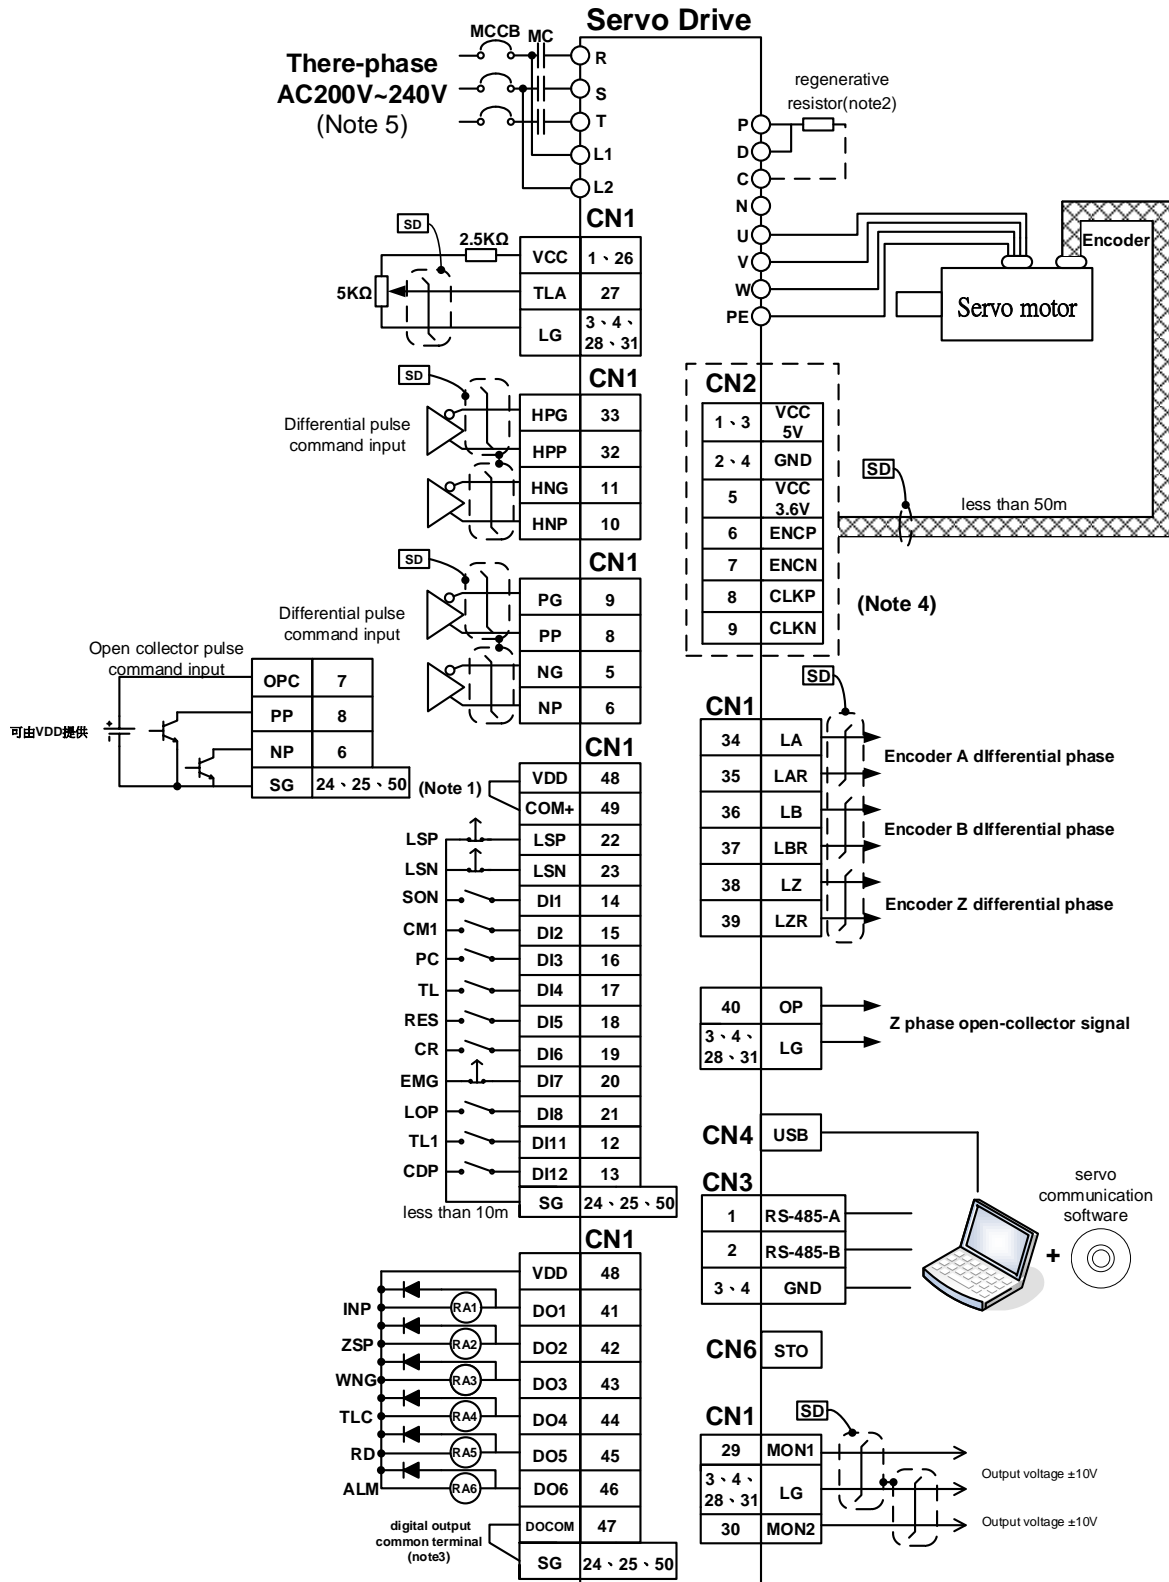 Servo Drive
MCCB MC
There-phase
AC200V~240V
(Note 5)
R
S
T
L1
L2
regenerative
resistor(note2)
P
D
C
N
U
V
W
PE
Encoder
Servo motor
CN1
SD
2.5KΩ
5KΩ
VCC 1、26
TLA 27
LG 3、4、
28、31
CN1
SD
Differential pulse
command input
HPG 33
HPP 32
HNG 11
HNP 10
CN1
SD
Differential pulse
command input
PG 9
PP 8
NG 5
NP 6
Open collector pulse
command input
可由VDD提供
OPC 7
PP 8
NP 6
SG 24、25、50
CN1
(Note 1)
VDD 48
COM+ 49
LSP LSP 22
LSN LSN 23
SON DI1 14
CM1 DI2 15
PC DI3 16
TL DI4 17
RES DI5 18
CR DI6 19
EMG DI7 20
LOP DI8 21
TL1 DI11 12
CDP DI12 13
SG 24、25、50
less than 10m
CN1
VDD 48
INP RA1 DO1 41
ZSP RA2 DO2 42
WNG RA3 DO3 43
TLC RA4 DO4 44
RD RA5 DO5 45
ALM RA6 DO6 46
DOCOM 47
digital output
common terminal
(note3)
SG 24、25、50
CN2
1、3 VCC
5V
2、4 GND
5 VCC
3.6V
6 ENCP
7 ENCN
8 CLKP
9 CLKN
SD
less than 50m
(Note 4)
CN1
SD
34 LA
35 LAR
Encoder A dIfferential phase
36 LB
37 LBR
Encoder B dIfferential phase
38 LZ
39 LZR
Encoder Z differential phase
40 OP
3、4、
28、31 LG
Z phase open-collector signal
CN4 USB
CN3
1 RS-485-A
2 RS-485-B
3、4 GND
servo
communication
software
+
CN6 STO
CN1
SD
29 MON1
3、4、
28、31 LG
30 MON2
Output voltage ±10V
Output voltage ±10V